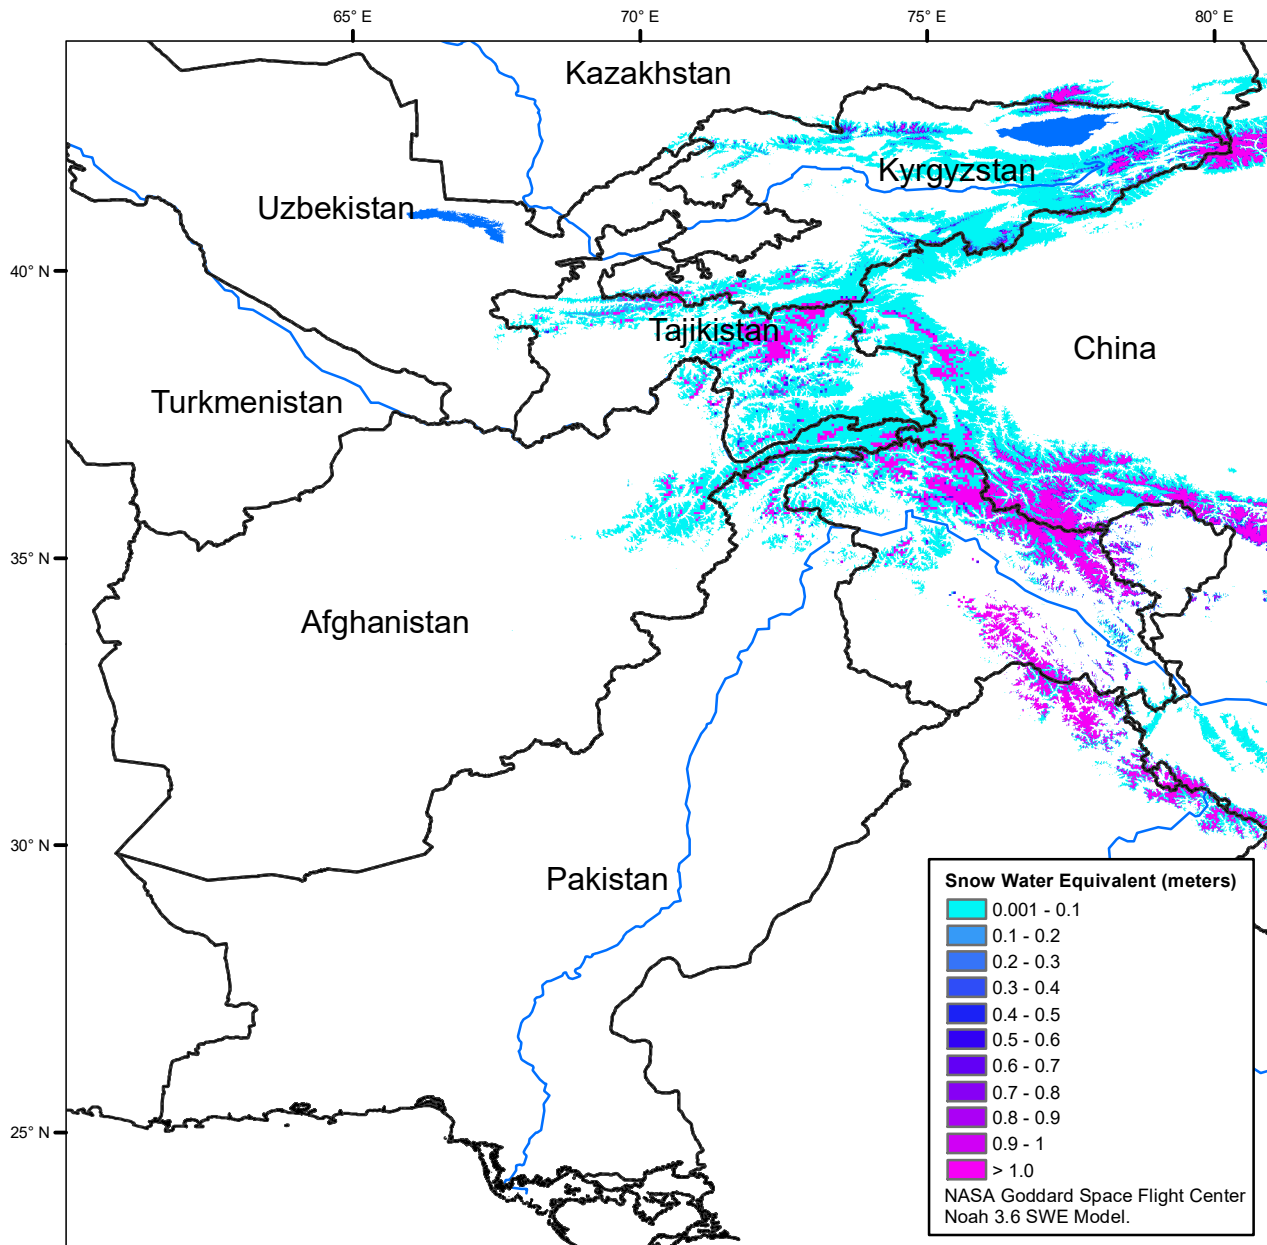 65° E
70° E
75° E
80° E
Kazakhstan
Kyrgyzstan
Uzbekistan
40° N
Tajikistan
China
Turkmenistan
35° N
Afghanistan
30° N
Pakistan
25° N
Snow Water Equivalent (meters)
0.001 - 0.1
0.1 - 0.2
0.2 - 0.3
0.3 - 0.4
0.4 - 0.5
0.5 - 0.6
0.6 - 0.7
0.7 - 0.8
0.8 - 0.9
0.9 - 1
> 1.0
NASA Goddard Space Flight Center
Noah 3.6 SWE Model.